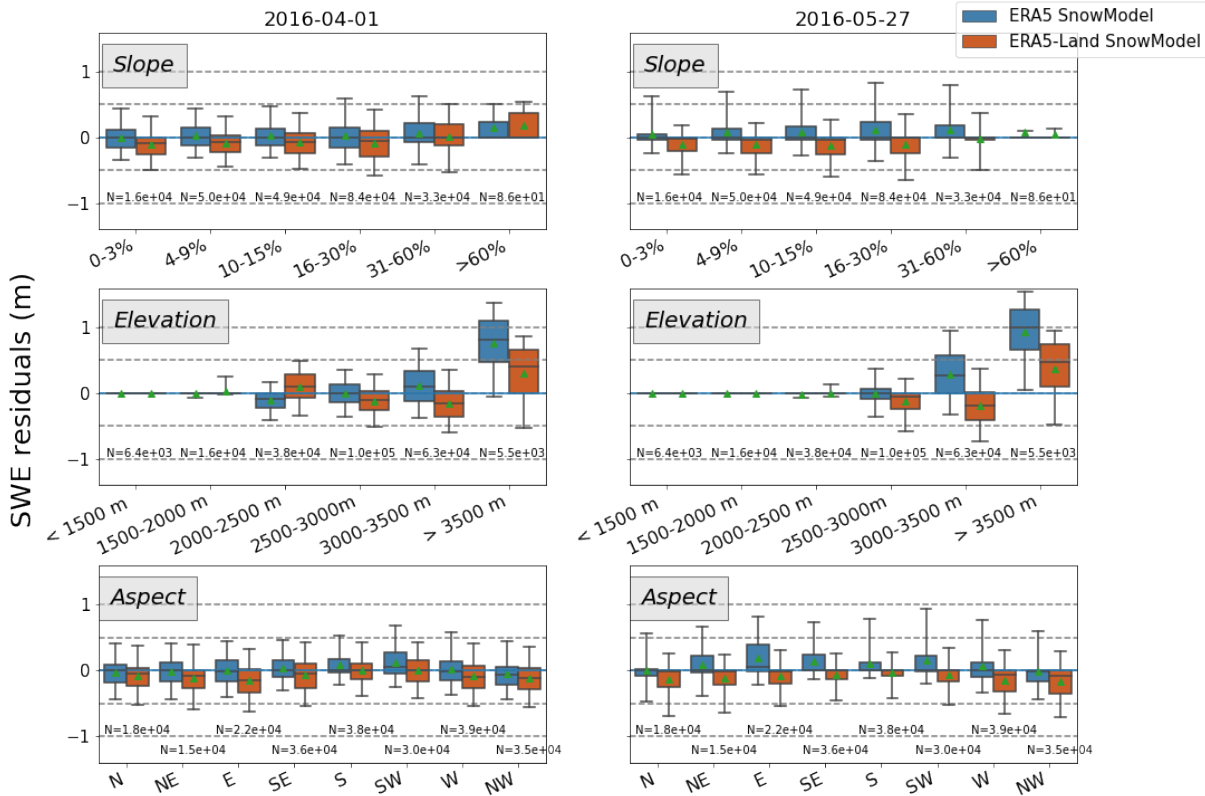 2016-04-01
2016-05-27
ERA5 SnowModel
ERA5-Land SnowModel
SWE residuals (m)
Slope
1
0
−1
N=1.6e+04 N=5.0e+04 N=4.9e+04 N=8.4e+04 N=3.3e+04 N=8.6e+01
0-3% 4-9% 10-15% 16-30% 31-60% >60%
Slope
N=1.6e+04 N=5.0e+04 N=4.9e+04 N=8.4e+04 N=3.3e+04 N=8.6e+01
0-3% 4-9% 10-15% 16-30% 31-60% >60%
Elevation
1
0
−1
N=6.4e+03 N=1.6e+04 N=3.8e+04 N=1.0e+05 N=6.3e+04 N=5.5e+03
< 1500 m 1500-2000 m 2000-2500 m 2500-3000m 3000-3500 m > 3500 m
Elevation
N=6.4e+03 N=1.6e+04 N=3.8e+04 N=1.0e+05 N=6.3e+04 N=5.5e+03
< 1500 m 1500-2000 m 2000-2500 m 2500-3000m 3000-3500 m > 3500 m
Aspect
1
0
−1
N=1.8e+04 N=2.2e+04 N=3.8e+04 N=3.9e+04
N=1.5e+04 N=3.6e+04 N=3.0e+04 N=3.5e+04
N NE E SE S SW W NW
Aspect
N=1.8e+04 N=2.2e+04 N=3.8e+04 N=3.9e+04
N=1.5e+04 N=3.6e+04 N=3.0e+04 N=3.5e+04
N NE E SE S SW W NW